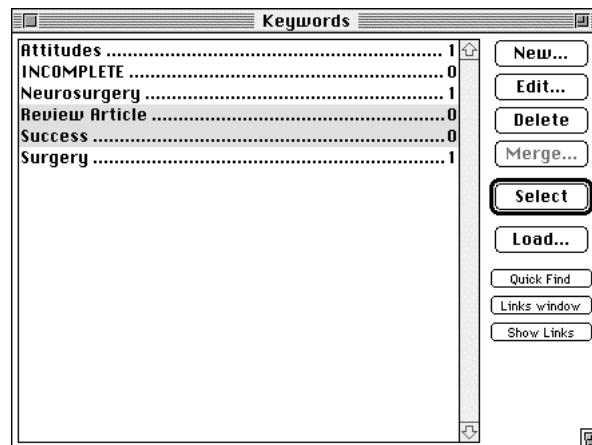 Keywords
Attitudes ........................................................ 1
INCOMPLETE ..................................................... 0
Neurosurgery ................................................... 1
Review Article ................................................. 0
Success .......................................................... 0
Surgery .......................................................... 1
New...
Edit...
Delete
Merge...
Select
Load...
Quick Find
Links window
Show Links